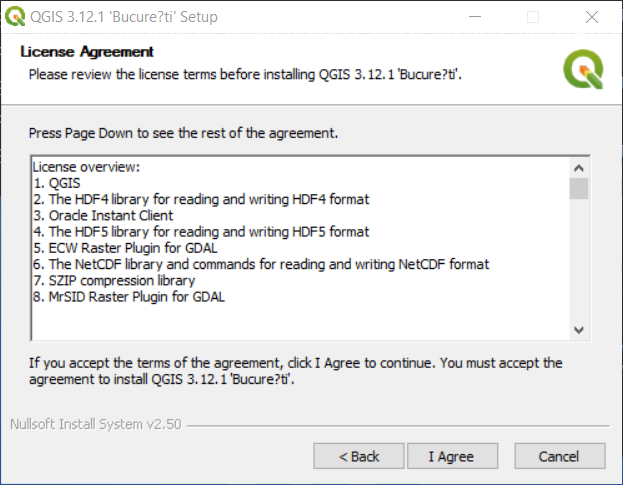 QGIS 3.12.1 'Bucure?ti' Setup
License Agreement
Please review the license terms before installing QGIS 3.12.1 'Bucure?ti'.
Press Page Down to see the rest of the agreement.
License overview:
1. QGIS
2. The HDF4 library for reading and writing HDF4 format
3. Oracle Instant Client
4. The HDF5 library for reading and writing HDF5 format
5. ECW Raster Plugin for GDAL
6. The NetCDF library and commands for reading and writing NetCDF format
7. SZIP compression library
8. MrSID Raster Plugin for GDAL
If you accept the terms of the agreement, click I Agree to continue. You must accept the
agreement to install QGIS 3.12.1 'Bucure?ti'.
Nullsoft Install System v2.50
< Back I Agree Cancel